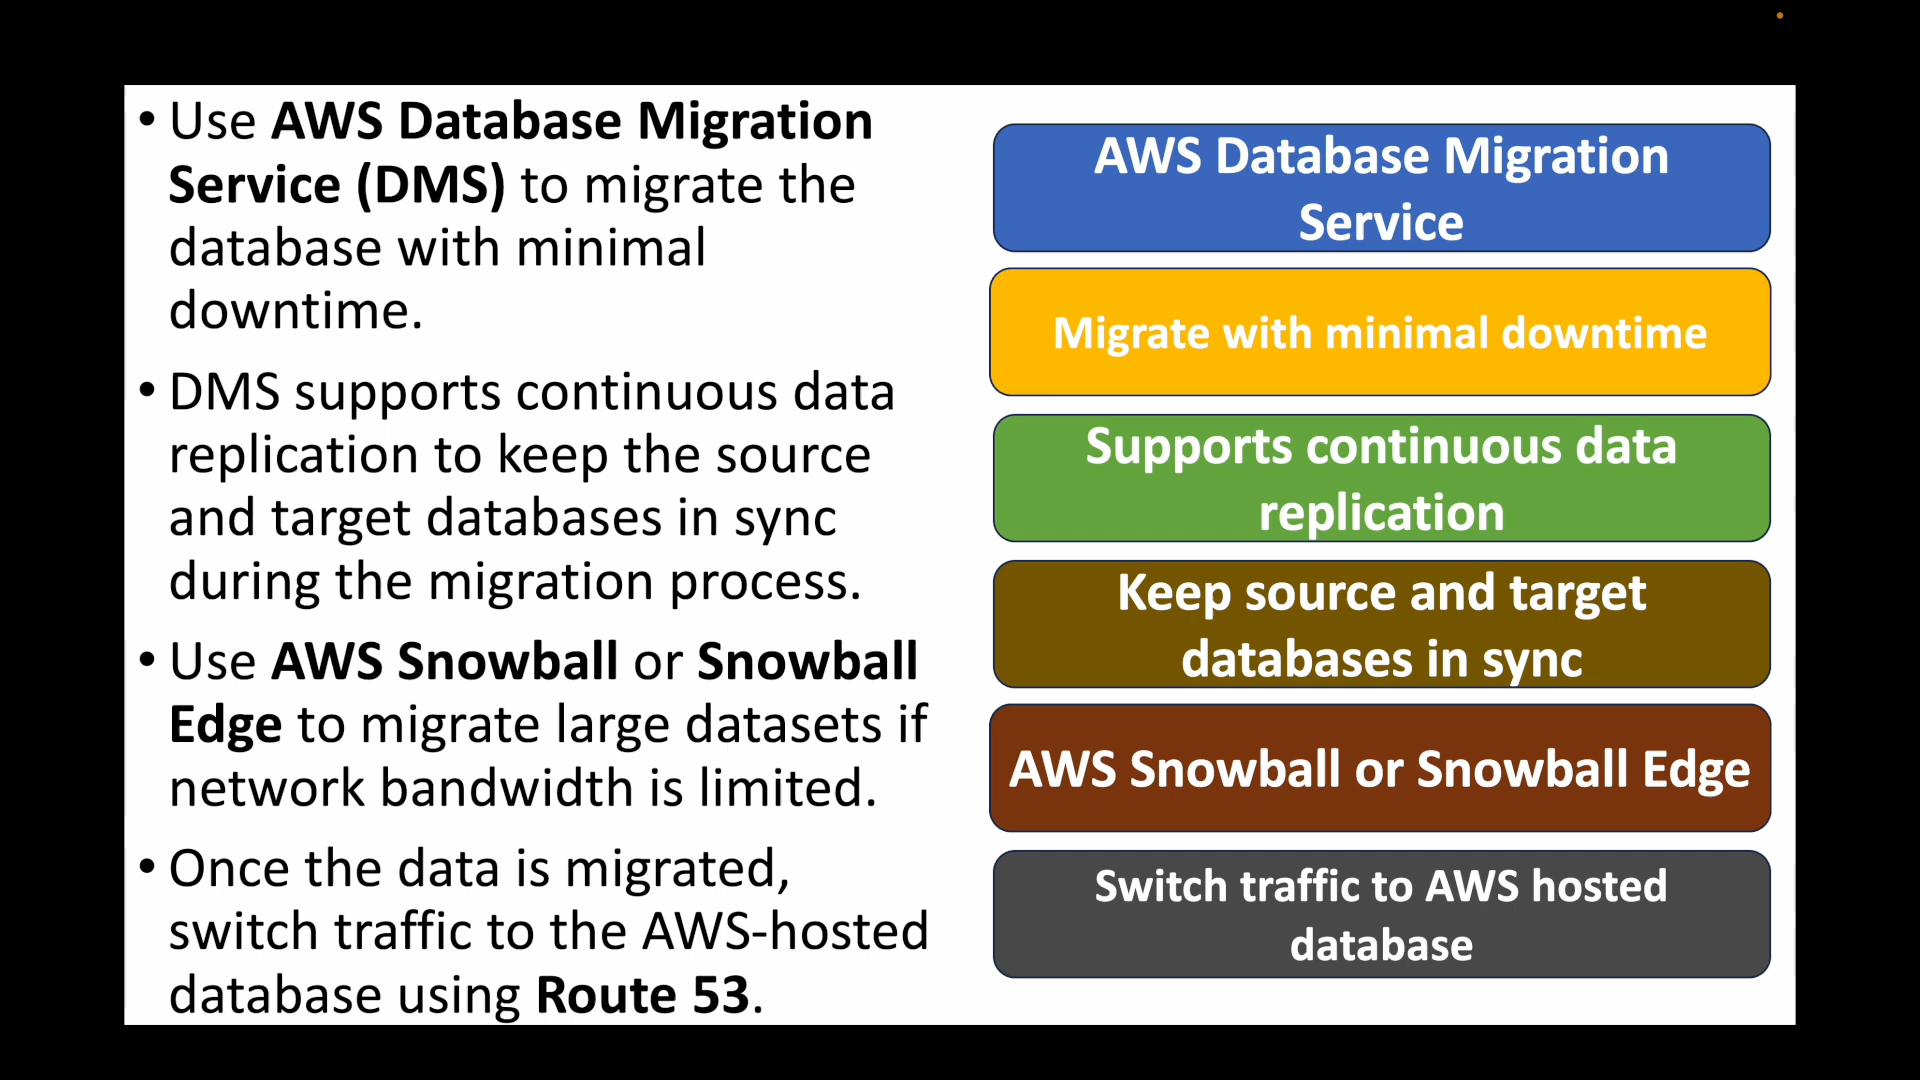 • Use AWS Database Migration
Service (DMS) to migrate the
database with minimal
downtime.
• DMS supports continuous data
replication to keep the source
and target databases in sync
during the migration process.
• Use AWS Snowball or Snowball
Edge to migrate large datasets if
network bandwidth is limited.
• Once the data is migrated,
switch traffic to the AWS-hosted
database using Route 53.
AWS Database Migration
Service
Migrate with minimal downtime
Supports continuous data
replication
Keep source and target
databases in sync
AWS Snowball or Snowball Edge
Switch traffic to AWS hosted
database